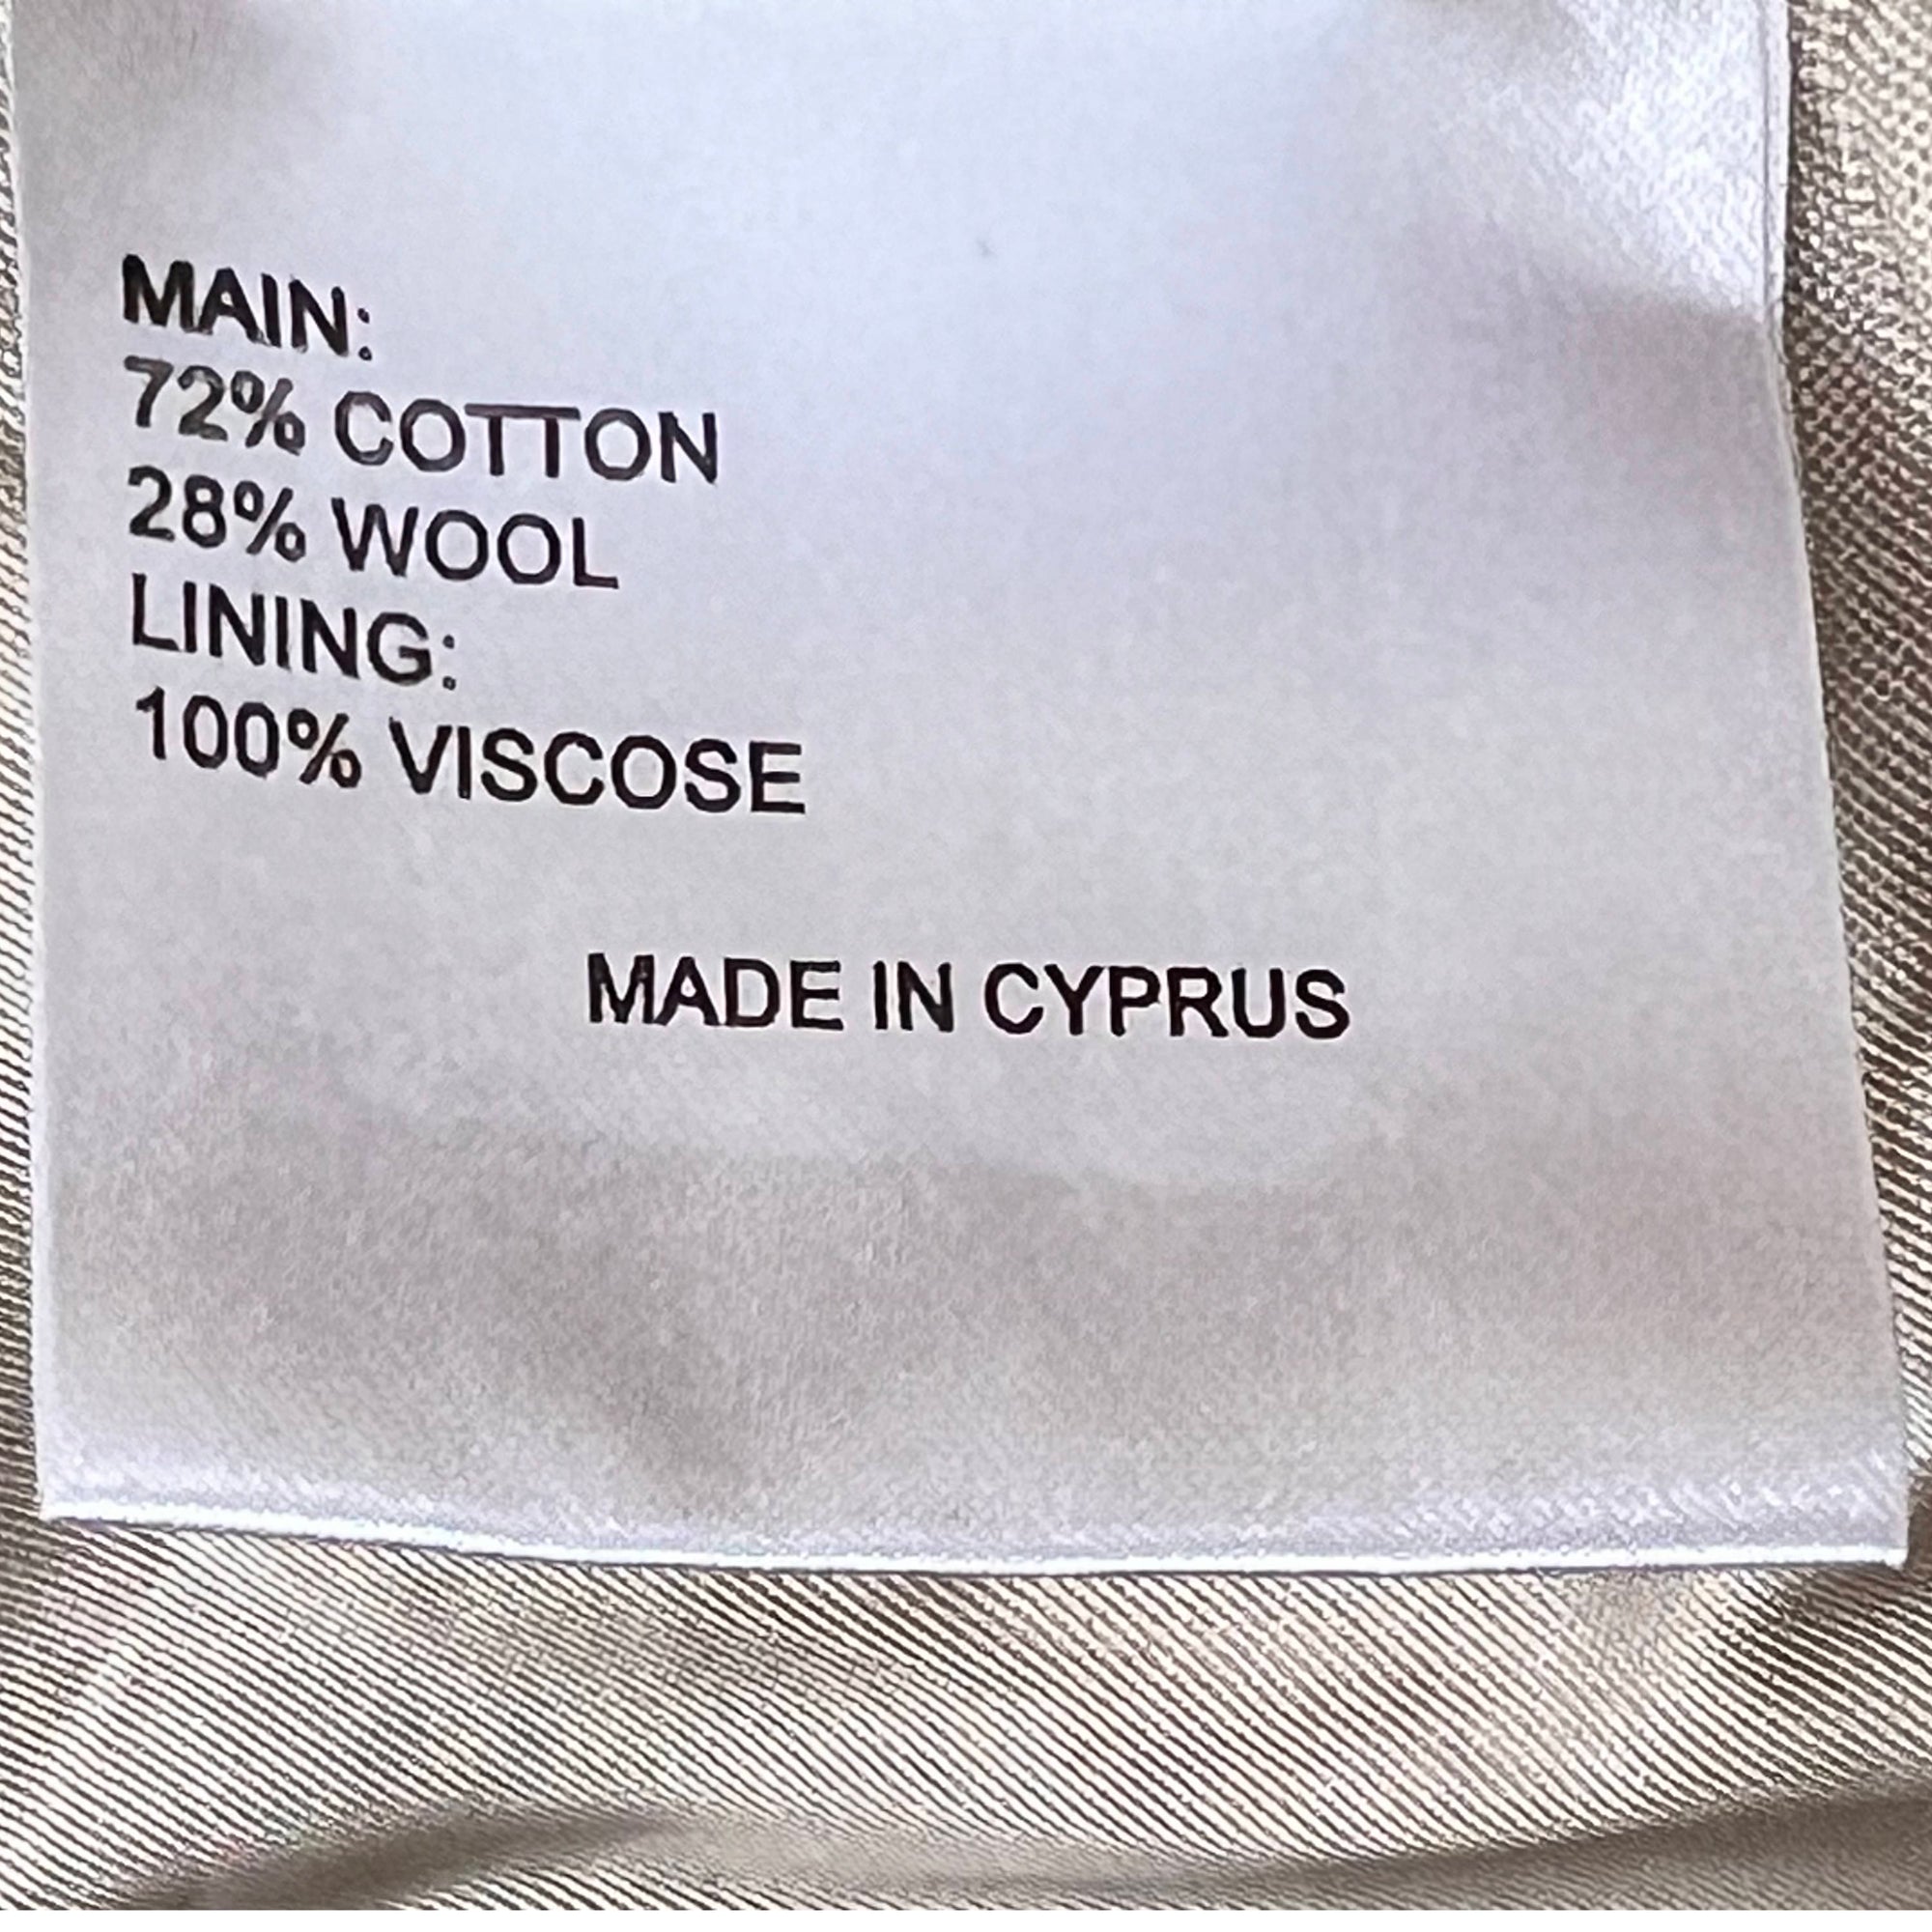 MAIN:
72% COTTON
28% WOOL
LINING:
100% VISCOSE
MADE IN CYPRUS